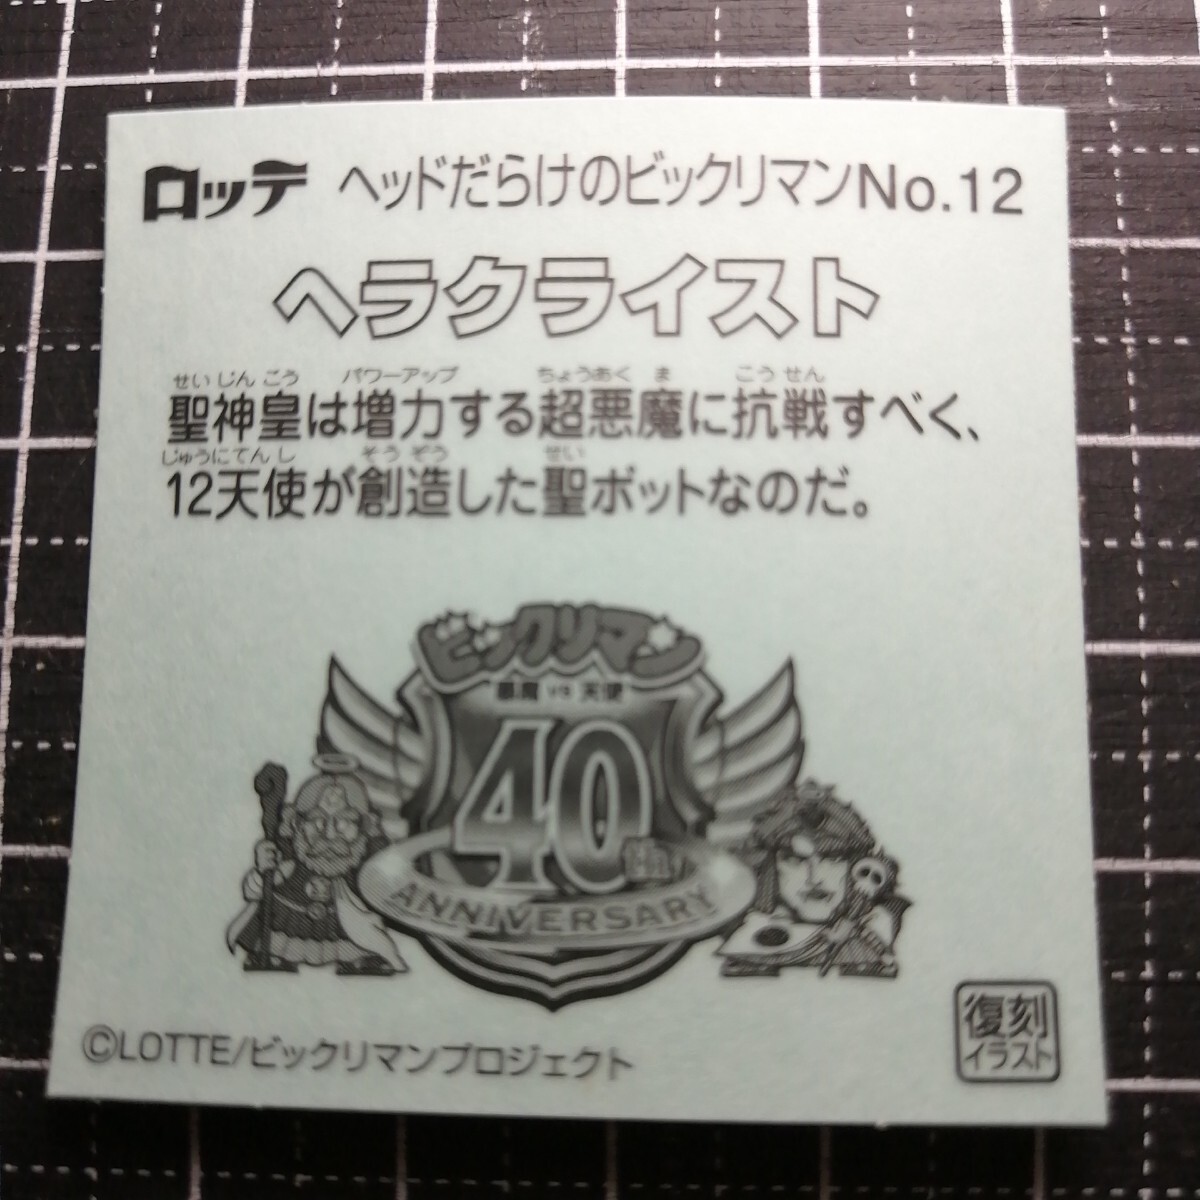 ロッテ ヘッドだらけのビックリマンNo.12
ヘラクライスト
せいじんこう パワーアップ ちょうあく ま こうせん
聖神皇は増力する超悪魔に抗戦すべく、
じゅうにてんし そうぞう せい
12天使が創造した聖ボットなのだ。
ビックリマン
悪魔 VS 天使
40th
ANNIVERSARY
©LOTTE/ビックリマンプロジェクト
復刻
イラスト